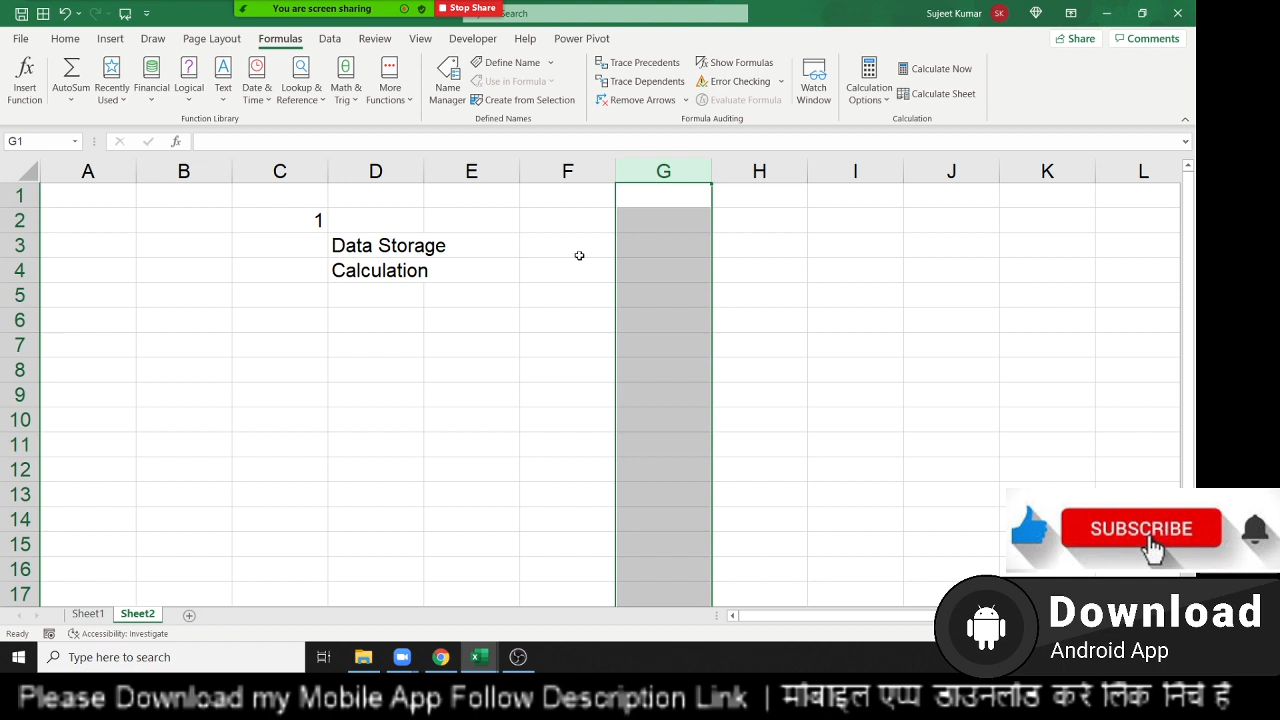 You are screen sharing
Stop Share
Search
Sujeet Kumar
SK
File
Home
Insert
Draw
Page Layout
Formulas
Data
Review
View
Developer
Help
Power Pivot
Share
Comments
Insert Function
AutoSum
Recently Used
Financial
Logical
Text
Date & Time
Lookup & Reference
Math & Trig
More Functions
Function Library
Name Manager
Define Name
Use in Formula
Create from Selection
Defined Names
Trace Precedents
Trace Dependents
Remove Arrows
Show Formulas
Error Checking
Evaluate Formula
Formula Auditing
Watch Window
Calculation Options
Calculate Now
Calculate Sheet
Calculation
G1
fx
A B C D E F G H I J K L
1
2 1
3 Data Storage
4 Calculation
5
6
7
8
9
10
11
12
13
14
15
16
17
SUBSCRIBE
Sheet1
Sheet2
Ready
Accessibility: Investigate
Download
Android App
Type here to search
Please Download my Mobile App Follow Description Link | मोबाइल एप्प डाउनलोड करे लिंक निचे है